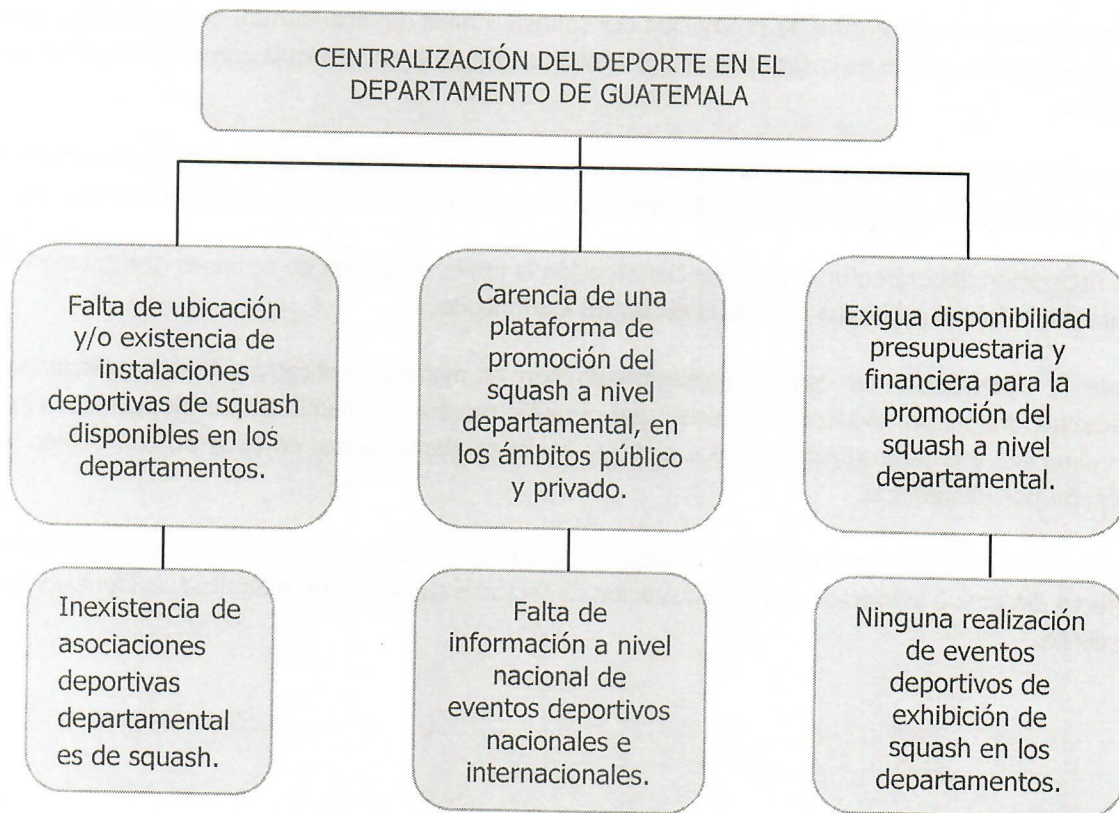 CENTRALIZACIÓN DEL DEPORTE EN EL
DEPARTAMENTO DE GUATEMALA
Falta de ubicación
y/o existencia de
instalaciones
deportivas de squash
disponibles en los
departamentos.
Carencia de una
plataforma de
promoción del
squash a nivel
departamental, en
los ámbitos público
y privado.
Exigua disponibilidad
presupuestaria y
financiera para la
promoción del
squash a nivel
departamental.
Inexistencia de
asociaciones
deportivas
departamental
es de squash.
Falta de
información a nivel
nacional de
eventos deportivos
nacionales e
internacionales.
Ninguna realización
de eventos
deportivos de
exhibición de
squash en los
departamentos.